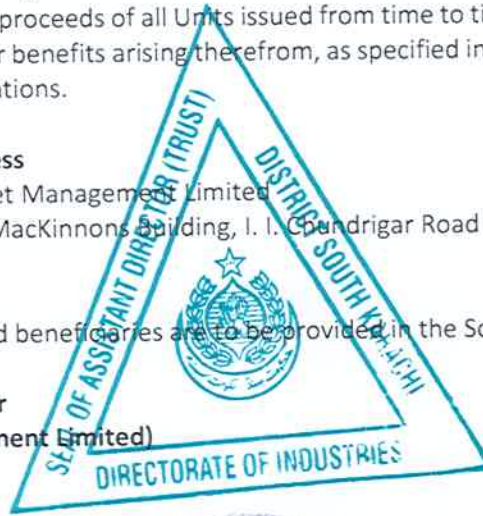 proceeds of all Units issued from time to ti
r benefits arising therefrom, as specified in
ations.
ess
et Management Limited
MacKinnons Building, I. I. Chundrigar Road
d beneficiaries are to be provided in the Sc
r
ment Limited)
SEAL OF ASSISTANT DIRECTOR (TRUST)
DISTRICT SOUTH KARACHI
DIRECTORATE OF INDUSTRIES